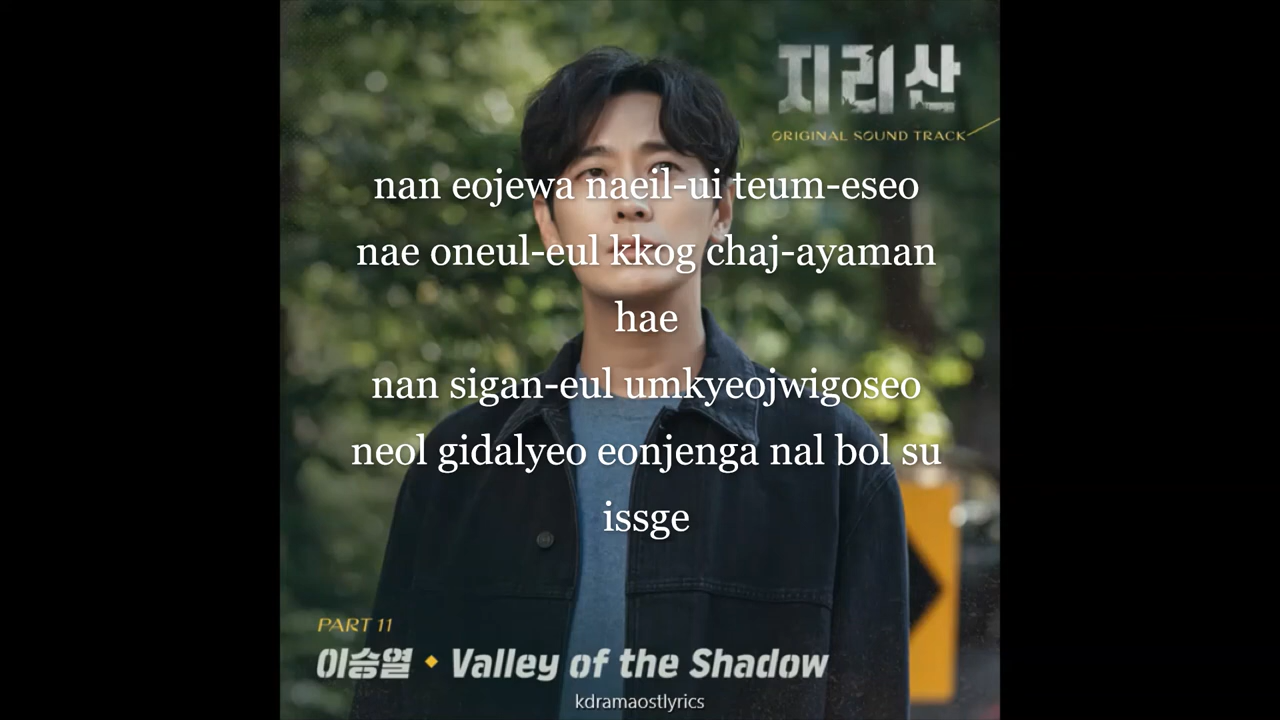 지리산
ORIGINAL SOUND TRACK
nan eojewa naeil-ui teum-eseo
nae oneul-eul kkog chaj-ayaman
hae
nan sigan-eul umkyeojwigoseo
neol gidalyeo eonjenga nal bol su
issge
PART 11
이승열 ◆ Valley of the Shadow
kdramaostlyrics